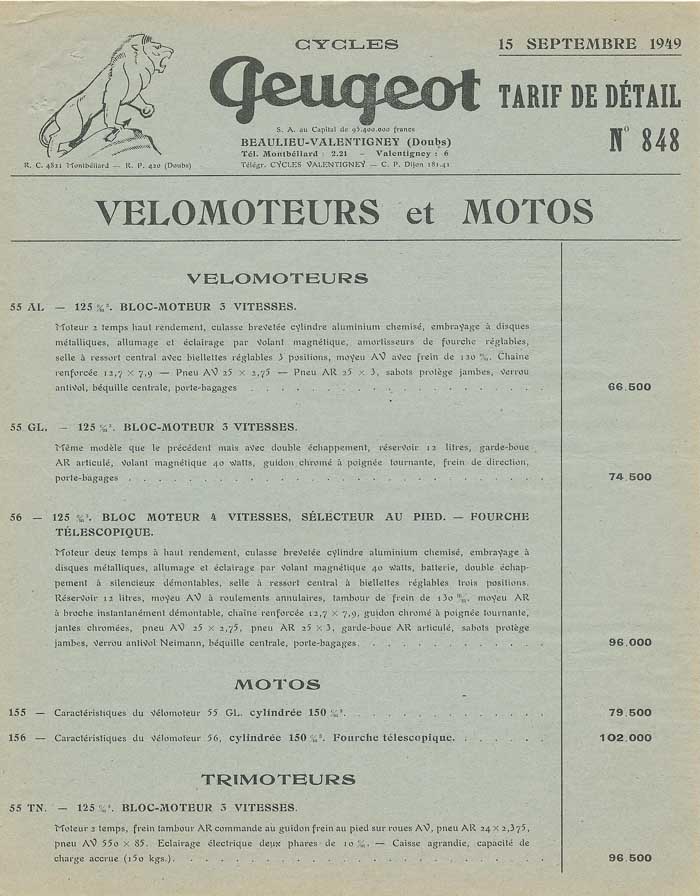 CYCLES
Peugeot
S. A. au Capital de 95.400.000 francs
BEAULIEU-VALENTIGNEY (Doubs)
Tél. Montbéliard : 2.21 - Valentigney : 6
Télégr. CYCLES VALENTIGNEY — C. P. Dijon 181.41
R. C. 4821 Montbéliard — R. P. 420 (Doubs)
15 SEPTEMBRE 1949
TARIF DE DÉTAIL
N° 848
VELOMOTEURS et MOTOS
VELOMOTEURS
55 AL — 125 c/m³. BLOC-MOTEUR 3 VITESSES.
Moteur 2 temps haut rendement, culasse brevetée cylindre aluminium chemisé, embrayage à disques
métalliques, allumage et éclairage par volant magnétique, amortisseurs de fourche réglables,
selle à ressort central avec biellettes réglables 3 positions, moyeu AV avec frein de 120 m/m. Chaîne
renforcée 12,7 × 7,9 — Pneu AV 25 × 2,75 — Pneu AR 25 × 3, sabots protège jambes, verrou
antivol, béquille centrale, porte-bagages . . . . . . . . . . . . . . . . . 66.500
55 GL. — 125 c/m³. BLOC-MOTEUR 3 VITESSES.
Même modèle que le précédent mais avec double échappement, réservoir 12 litres, garde-boue
AR articulé, volant magnétique 40 watts, guidon chromé à poignée tournante, frein de direction,
porte-bagages . . . . . . . . . . . . . . . . . . . . . . . 74.500
56 — 125 c/m³. BLOC MOTEUR 4 VITESSES, SÉLECTEUR AU PIED. — FOURCHE
TÉLESCOPIQUE.
Moteur deux temps à haut rendement, culasse brevetée cylindre aluminium chemisé, embrayage à
disques métalliques, allumage et éclairage par volant magnétique 40 watts, batterie, double échap-
pement à silencieux démontables, selle à ressort central à biellettes réglables trois positions.
Réservoir 12 litres, moyeu AV à roulements annulaires, tambour de frein de 130 m/m, moyeu AR
à broche instantanément démontable, chaîne renforcée 12,7 × 7,9, guidon chromé à poignée tournante,
jantes chromées, pneu AV 25 × 2,75, pneu AR 25 × 3, garde-boue AR articulé, sabots protège
jambes, verrou antivol Neimann, béquille centrale, porte-bagages. . . . . . . . . . 96.000
MOTOS
155 — Caractéristiques du vélomoteur 55 GL. cylindrée 150 c/m³. . . . . . . . . . . 79.500
156 — Caractéristiques du Vélomoteur 56, cylindrée 150 c/m³. Fourche télescopique. . . . . . 102.000
TRIMOTEURS
55 TN. — 125 c/m³. BLOC-MOTEUR 3 VITESSES.
Moteur 2 temps, frein tambour AR commande au guidon frein au pied sur roues AV, pneu AR 24 × 2,375,
pneu AV 550 × 85. Eclairage électrique deux phares de 10 c/m. — Caisse agrandie, capacité de
charge accrue (150 kgs.). . . . . . . . . . . . . . . . . . . . . 96.500